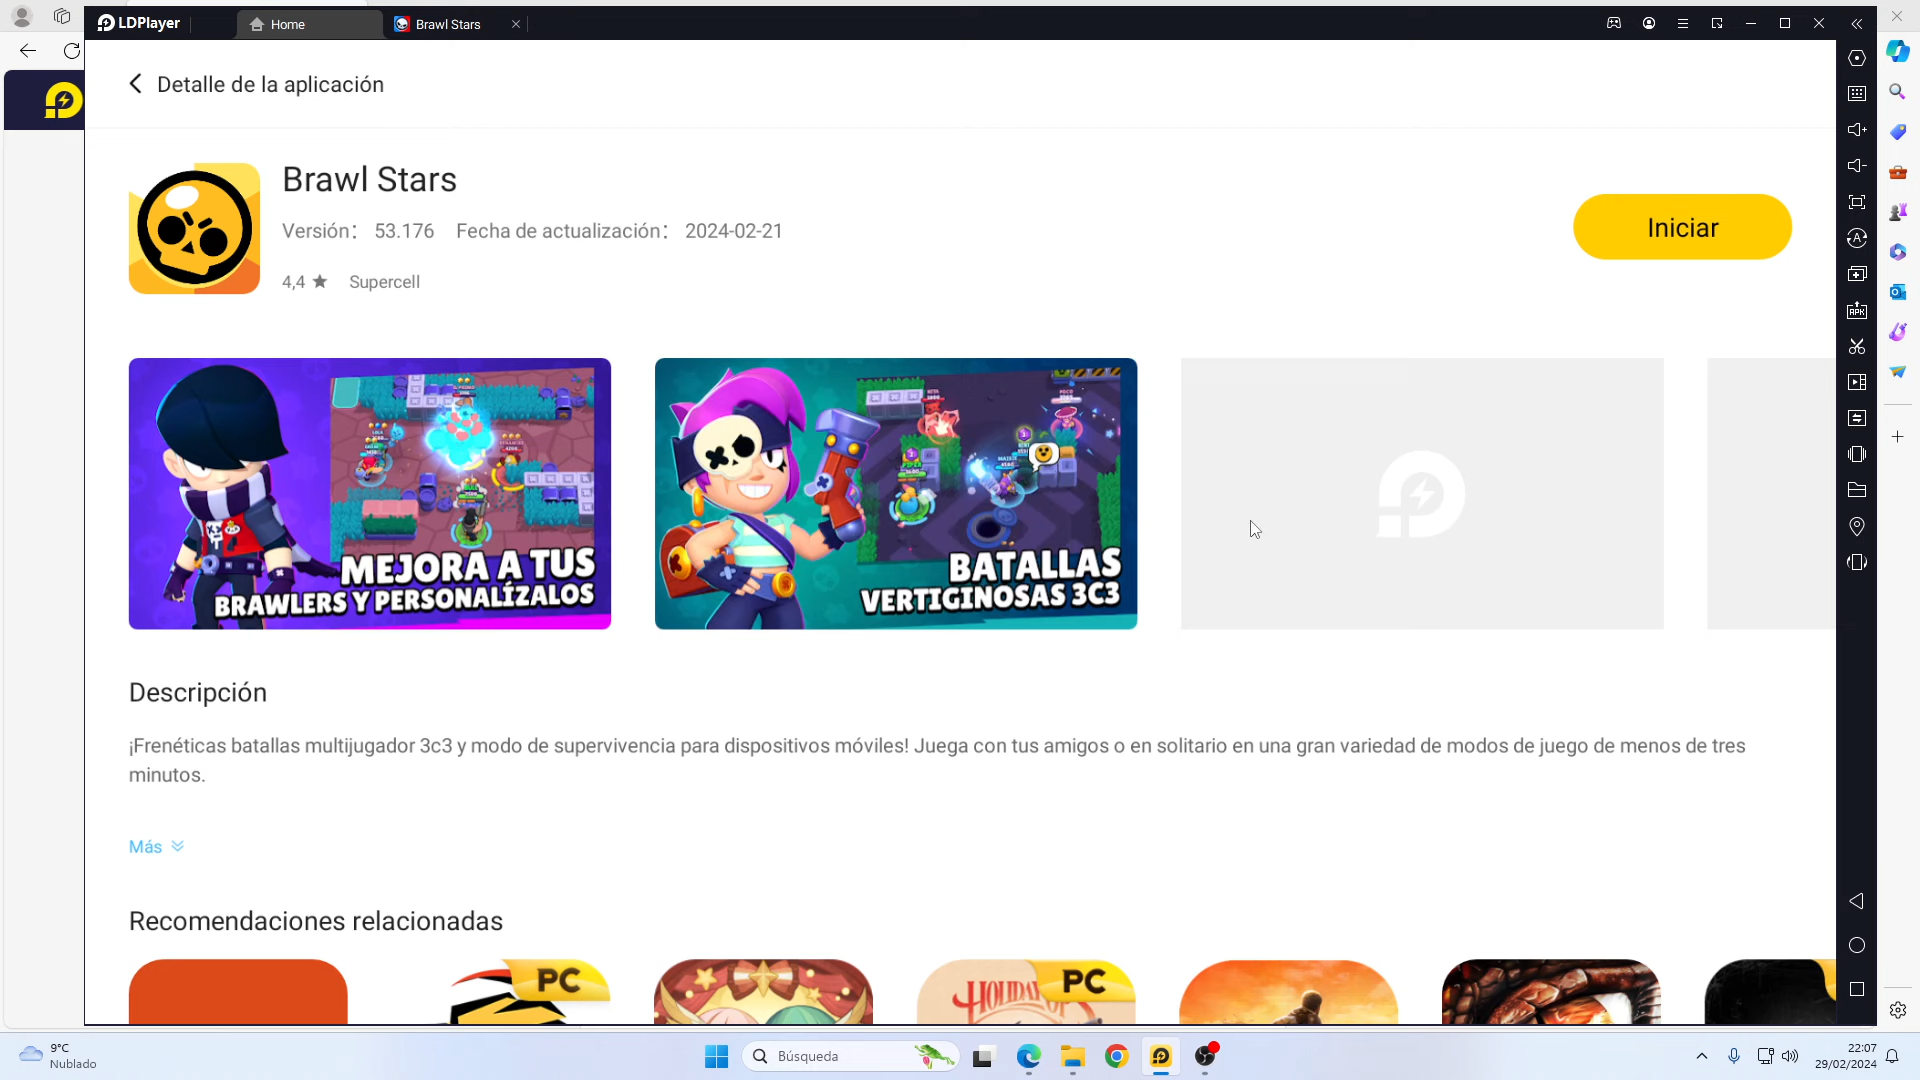 LDPlayer
Home
Brawl Stars
Detalle de la aplicación
Brawl Stars
Versión: 53.176 Fecha de actualización: 2024-02-21
4,4 ★ Supercell
Iniciar
MEJORA A TUS
BRAWLERS Y PERSONALÍZALOS
BATALLAS
VERTIGINOSAS 3C3
Descripción
¡Frenéticas batallas multijugador 3c3 y modo de supervivencia para dispositivos móviles! Juega con tus amigos o en solitario en una gran variedad de modos de juego de menos de tres
minutos.
Más
Recomendaciones relacionadas
PC
HOLIDAY
PC
APK
9°C
Nublado
Búsqueda
22:07
29/02/2024